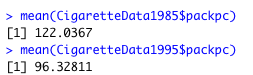 > mean(CigaretteData1985$packpc)
[1] 122.0367
> mean(CigaretteData1995$packpc)
[1] 96.32811